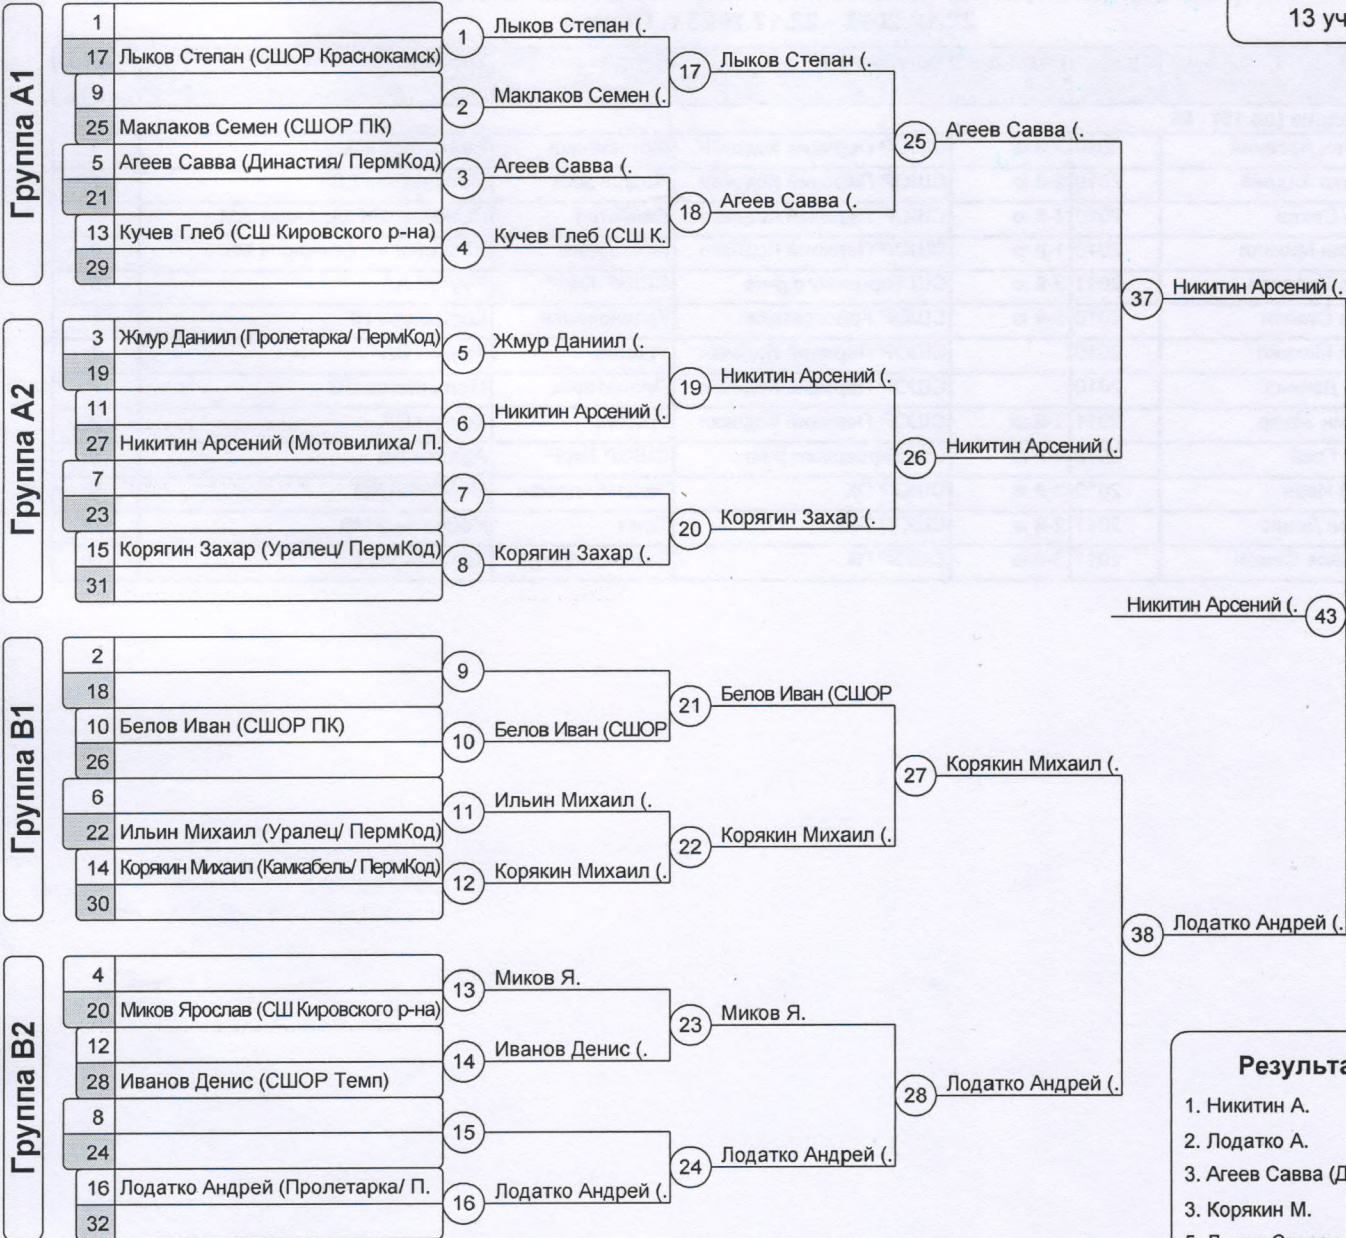 13 уч
Группа A1
1
17 Лыков Степан (СШОР Краснокамск)
9
25 Маклаков Семен (СШОР ПК)
5 Агеев Савва (Династия/ ПермКод)
21
13 Кучев Глеб (СШ Кировского р-на)
29
1 Лыков Степан (.
2 Маклаков Семен (.
3 Агеев Савва (.
4 Кучев Глеб (СШ К.
17 Лыков Степан (.
18 Агеев Савва (.
25 Агеев Савва (.
Группа A2
3 Жмур Даниил (Пролетарка/ ПермКод)
19
11
27 Никитин Арсений (Мотовилиха/ П.
7
23
15 Корягин Захар (Уралец/ ПермКод)
31
5 Жмур Даниил (.
6 Никитин Арсений (.
7
8 Корягин Захар (.
19 Никитин Арсений (.
20 Корягин Захар (.
26 Никитин Арсений (.
37 Никитин Арсений (.
Никитин Арсений (. 43
Группа B1
2
18
10 Белов Иван (СШОР ПК)
26
6
22 Ильин Михаил (Уралец/ ПермКод)
14 Корякин Михаил (Камкабель/ ПермКод)
30
9
10 Белов Иван (СШОР
11 Ильин Михаил (.
12 Корякин Михаил (.
21 Белов Иван (СШОР
22 Корякин Михаил (.
27 Корякин Михаил (.
Группа B2
4
20 Миков Ярослав (СШ Кировского р-на)
12
28 Иванов Денис (СШОР Темп)
8
24
16 Лодатко Андрей (Пролетарка/ П.
32
13 Миков Я.
14 Иванов Денис (.
15
16 Лодатко Андрей (.
23 Миков Я.
24 Лодатко Андрей (.
28 Лодатко Андрей (.
38 Лодатко Андрей (.
Результа
1. Никитин А.
2. Лодатко А.
3. Агеев Савва (Д
3. Корякин М.